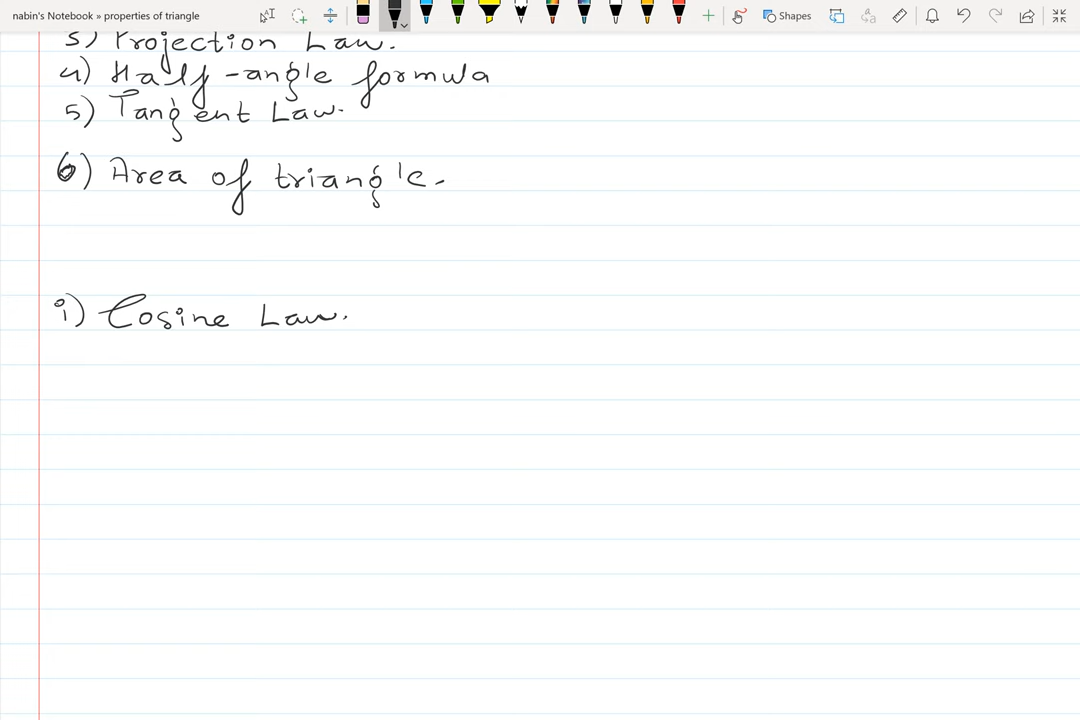 nabin's Notebook » properties of triangle
Shapes
3) Projection Law.
4) Half-angle formula
5) Tangent Law.
6) Area of triangle.
i) Cosine Law.